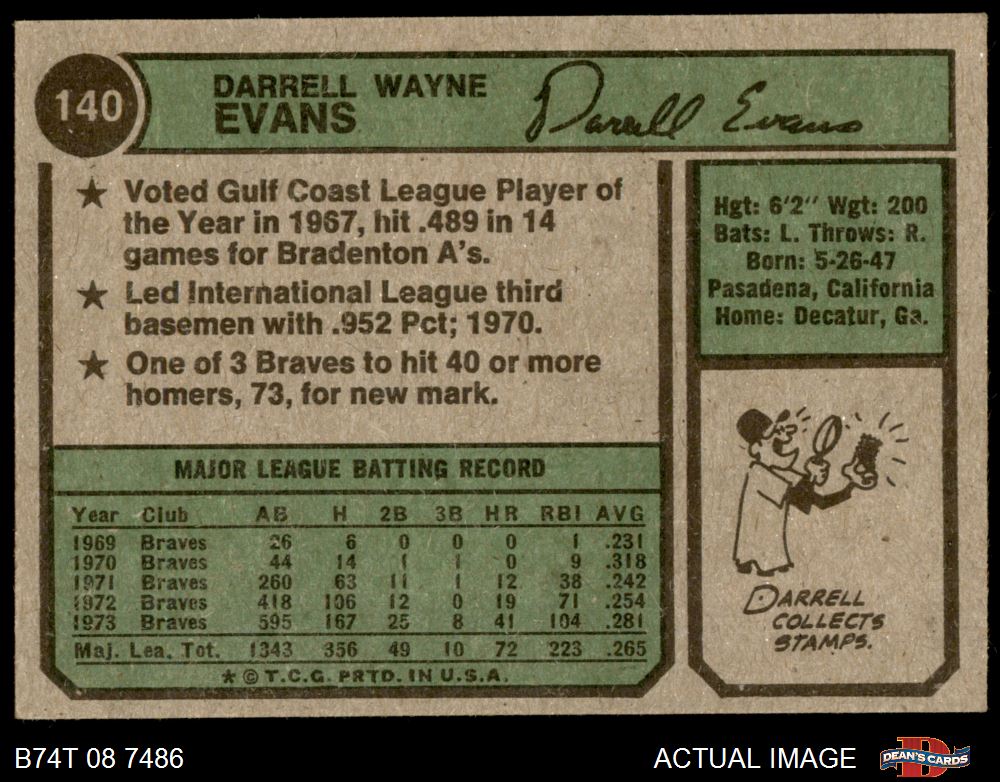 140
DARRELL WAYNE
EVANS
Darrell Evans
★ Voted Gulf Coast League Player of
the Year in 1967, hit .489 in 14
games for Bradenton A's.
★ Led International League third
basemen with .952 Pct; 1970.
★ One of 3 Braves to hit 40 or more
homers, 73, for new mark.
Hgt: 6'2" Wgt: 200
Bats: L. Throws: R.
Born: 5-26-47
Pasadena, California
Home: Decatur, Ga.
MAJOR LEAGUE BATTING RECORD
Year Club AB H 2B 3B HR RBI AVG
1969 Braves 26 6 0 0 0 1 .231
1970 Braves 44 14 1 1 0 9 .318
1971 Braves 260 63 11 1 12 38 .242
1972 Braves 418 106 12 0 19 71 .254
1973 Braves 595 167 25 8 41 104 .281
Maj. Lea. Tot. 1343 356 49 10 72 223 .265
★ © T.C.G. PRTD. IN U.S.A.
DARRELL
COLLECTS
STAMPS.
B74T 08 7486
ACTUAL IMAGE
DEAN'S CARDS